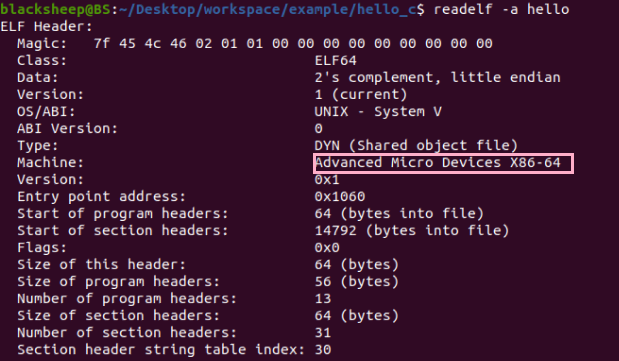 blacksheep@BS:~/Desktop/workspace/example/hello_c$ readelf -a hello
ELF Header:
  Magic:   7f 45 4c 46 02 01 01 00 00 00 00 00 00 00 00 00
  Class:                             ELF64
  Data:                              2's complement, little endian
  Version:                           1 (current)
  OS/ABI:                            UNIX - System V
  ABI Version:                       0
  Type:                              DYN (Shared object file)
  Machine:                           Advanced Micro Devices X86-64
  Version:                           0x1
  Entry point address:               0x1060
  Start of program headers:          64 (bytes into file)
  Start of section headers:          14792 (bytes into file)
  Flags:                             0x0
  Size of this header:               64 (bytes)
  Size of program headers:           56 (bytes)
  Number of program headers:         13
  Size of section headers:           64 (bytes)
  Number of section headers:         31
  Section header string table index: 30